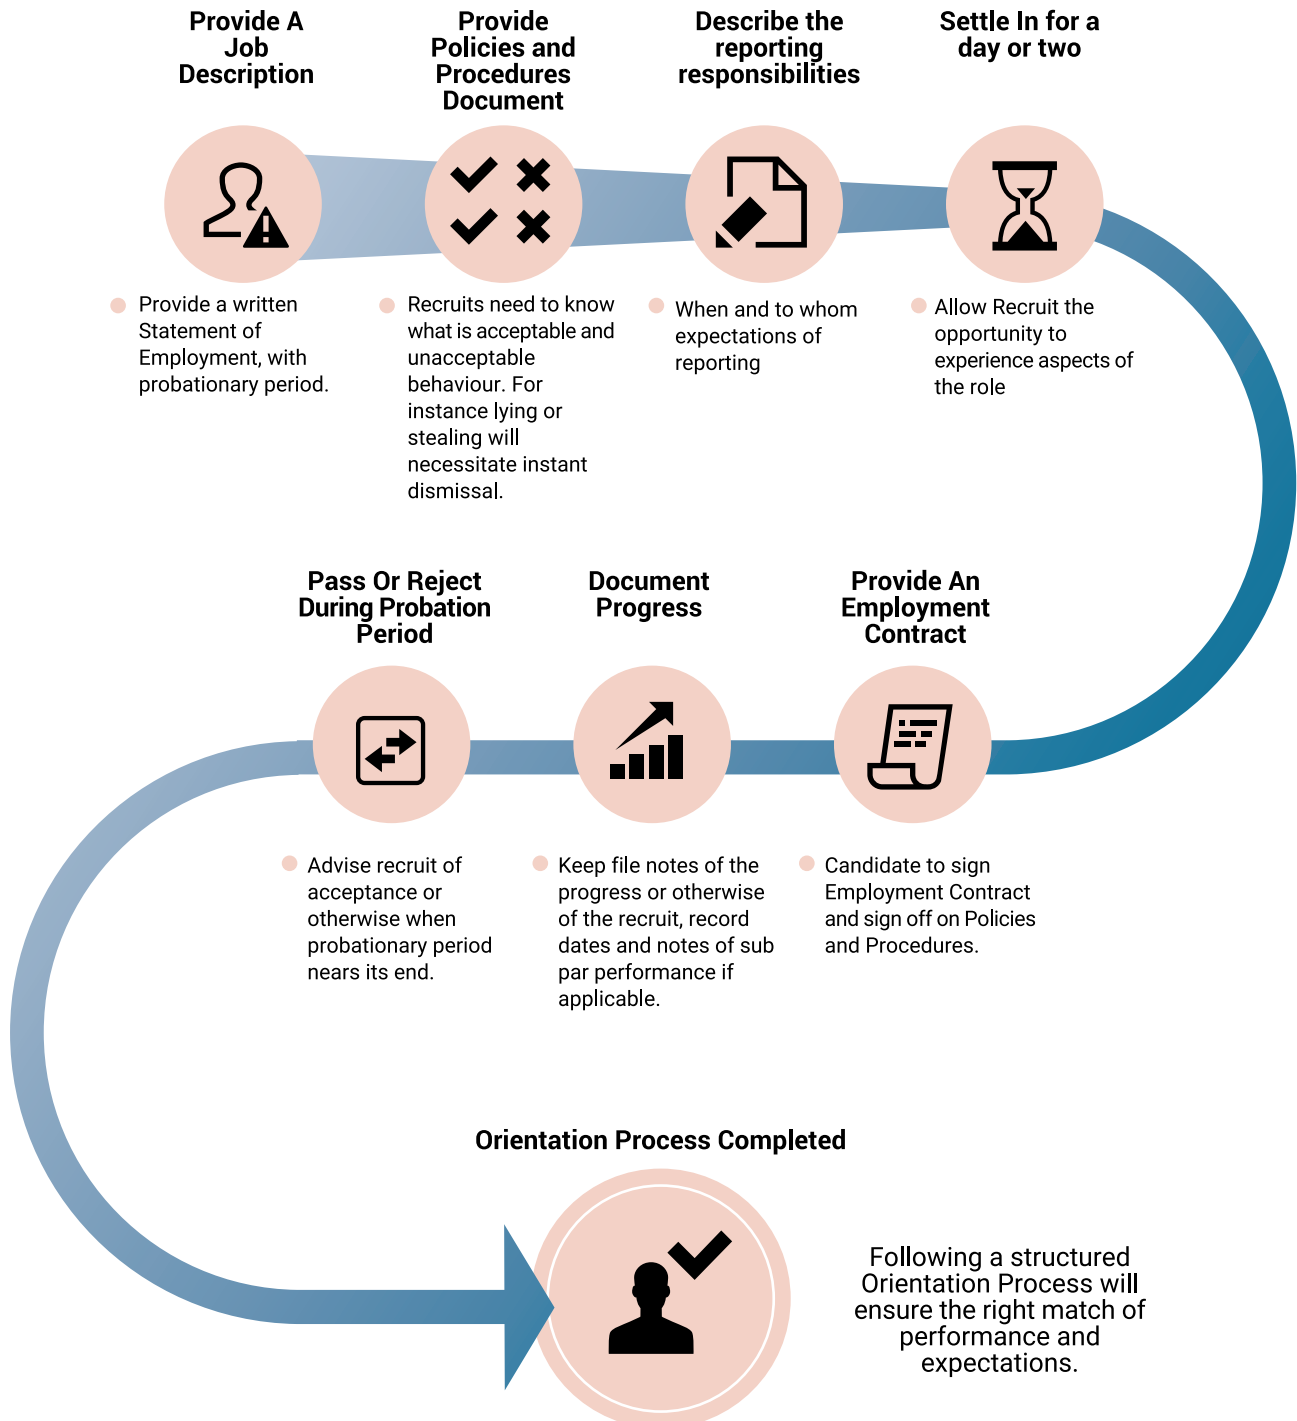 Provide A
Job
Description
Provide
Policies and
Procedures
Document
Describe the
reporting
responsibilities
Settle In for a
day or two
Provide a written
Statement of
Employment, with
probationary period.
Recruits need to know
what is acceptable and
unacceptable
behaviour. For
instance lying or
stealing will
necessitate instant
dismissal.
When and to whom
expectations of
reporting
Allow Recruit the
opportunity to
experience aspects of
the role
Pass Or Reject
During Probation
Period
Document
Progress
Provide An
Employment
Contract
Advise recruit of
acceptance or
otherwise when
probationary period
nears its end.
Keep file notes of the
progress or otherwise
of the recruit, record
dates and notes of sub
par performance if
applicable.
Candidate to sign
Employment Contract
and sign off on Policies
and Procedures.
Orientation Process Completed
Following a structured
Orientation Process will
ensure the right match of
performance and
expectations.